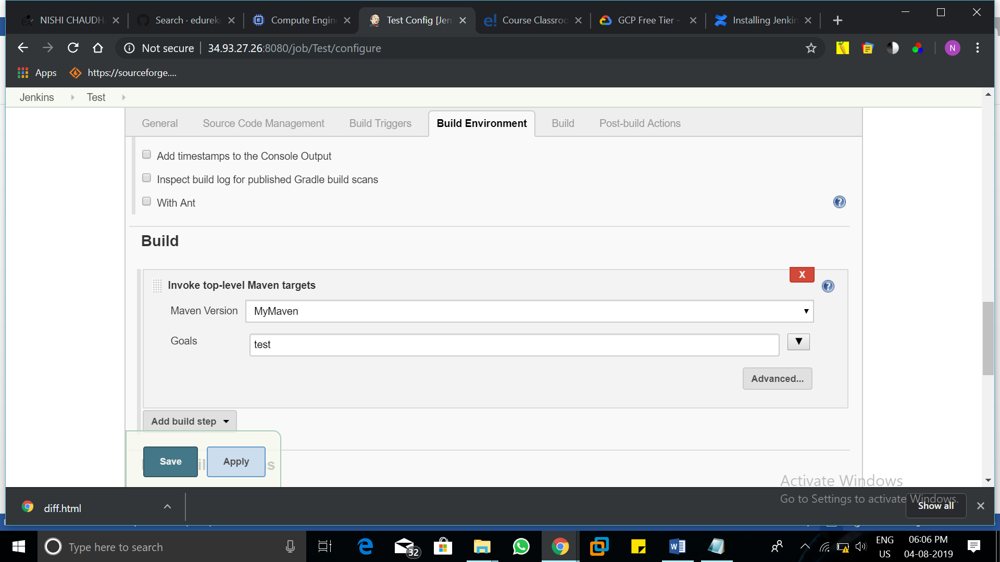 NISHI CHAUDH
Search · edurek
Compute Engin
Test Config [Jen
Course Classroo
GCP Free Tier -
Installing Jenkin
Not secure
34.93.27.26:8080/job/Test/configure
N
Apps
https://sourceforge....
Jenkins
Test
General
Source Code Management
Build Triggers
Build Environment
Build
Post-build Actions
Add timestamps to the Console Output
Inspect build log for published Gradle build scans
With Ant
?
Build
X
Invoke top-level Maven targets
?
Maven Version
MyMaven
Goals
test
Advanced...
Add build step
Save
Apply
Activate Windows
Go to Settings to activate Windows.
diff.html
Show all
Type here to search
32
ENG
US
06:06 PM
04-08-2019